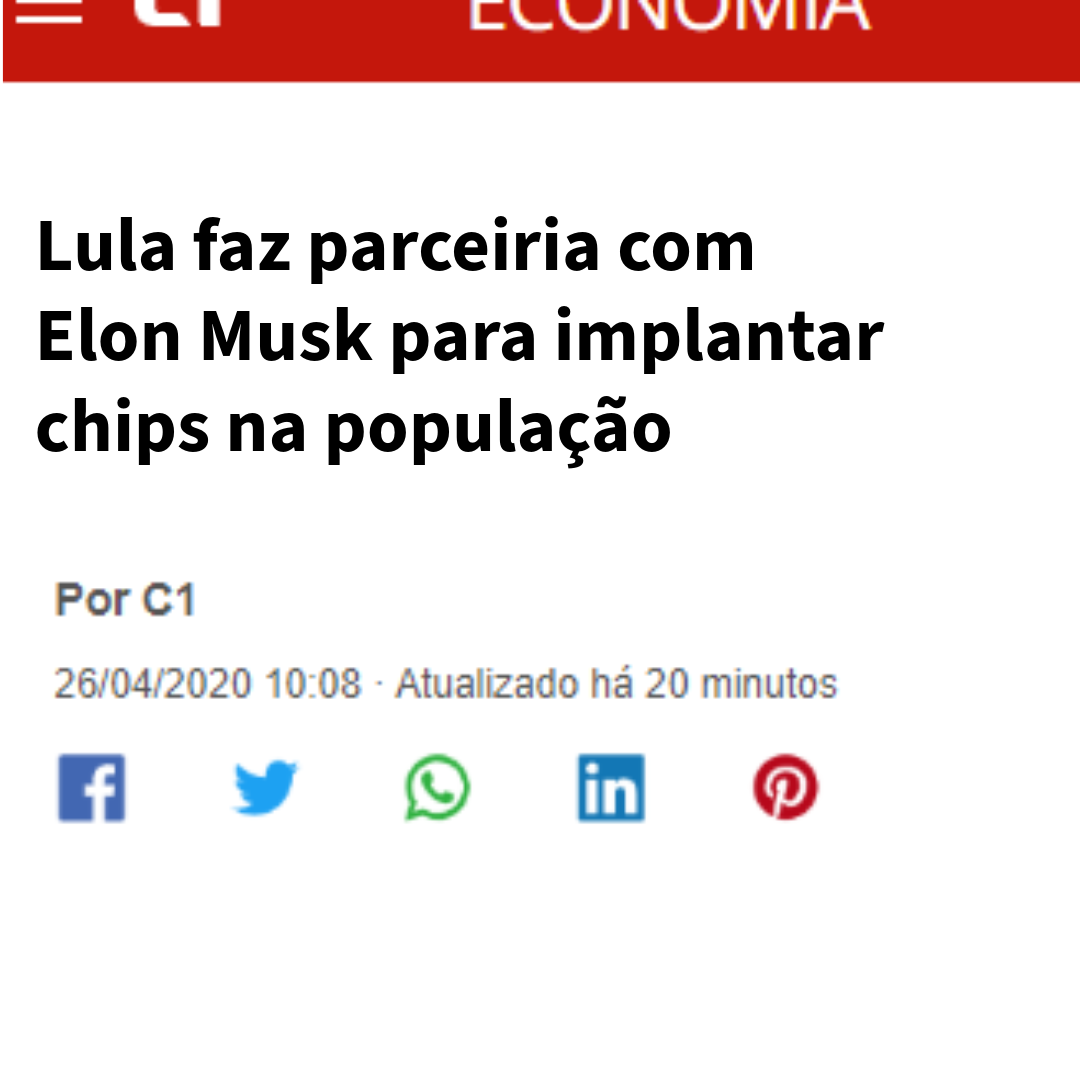 ECONOMIA
Lula faz parceiria com
Elon Musk para implantar
chips na população
Por C1
26/04/2020 10:08 · Atualizado há 20 minutos